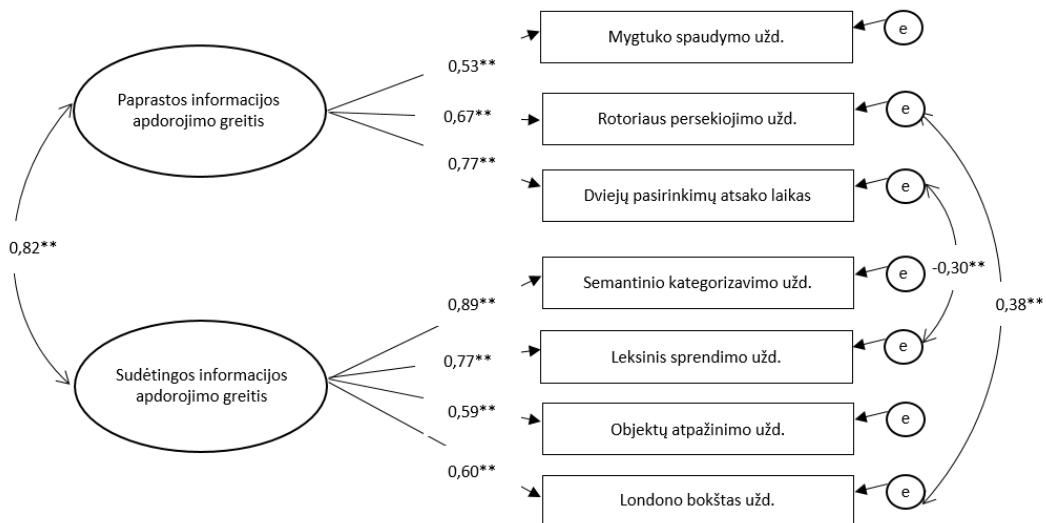 Mygtuko spaudymo užd.
e
0,53**
Paprastos informacijos
apdorojimo greitis
0,67**
Rotoriaus persekiojimo užd.
e
0,77**
Dviejų pasirinkimų atsako laikas
e
0,82**
-0,30**
Semantinio kategorizavimo užd.
e
0,89**
0,38**
Leksinis sprendimo užd.
e
0,77**
Sudėtingos informacijos
apdorojimo greitis
0,59**
Objektų atpažinimo užd.
e
0,60**
Londono bokštas užd.
e